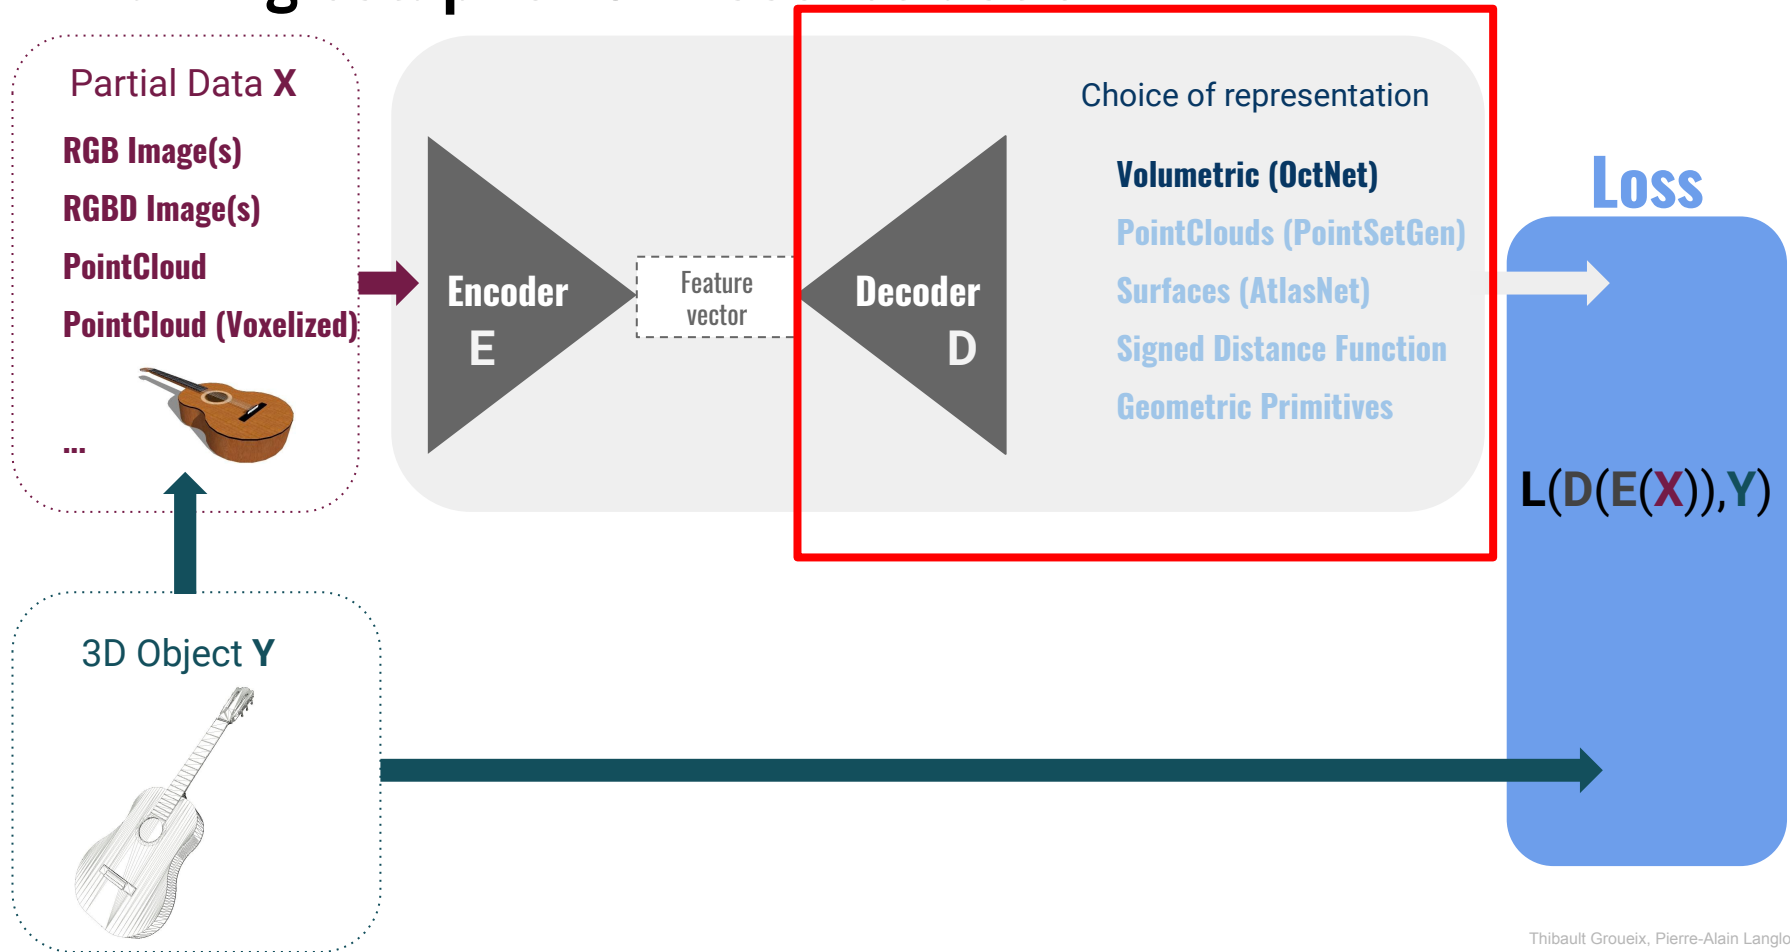 Partial Data X
RGB Image(s)
RGBD Image(s)
PointCloud
PointCloud (Voxelized)
...
Encoder
E
Feature
vector
Decoder
D
Choice of representation
Volumetric (OctNet)
PointClouds (PointSetGen)
Surfaces (AtlasNet)
Signed Distance Function
Geometric Primitives
Loss
L(D(E(X)),Y)
3D Object Y
Thibault Groueix, Pierre-Alain Langlo